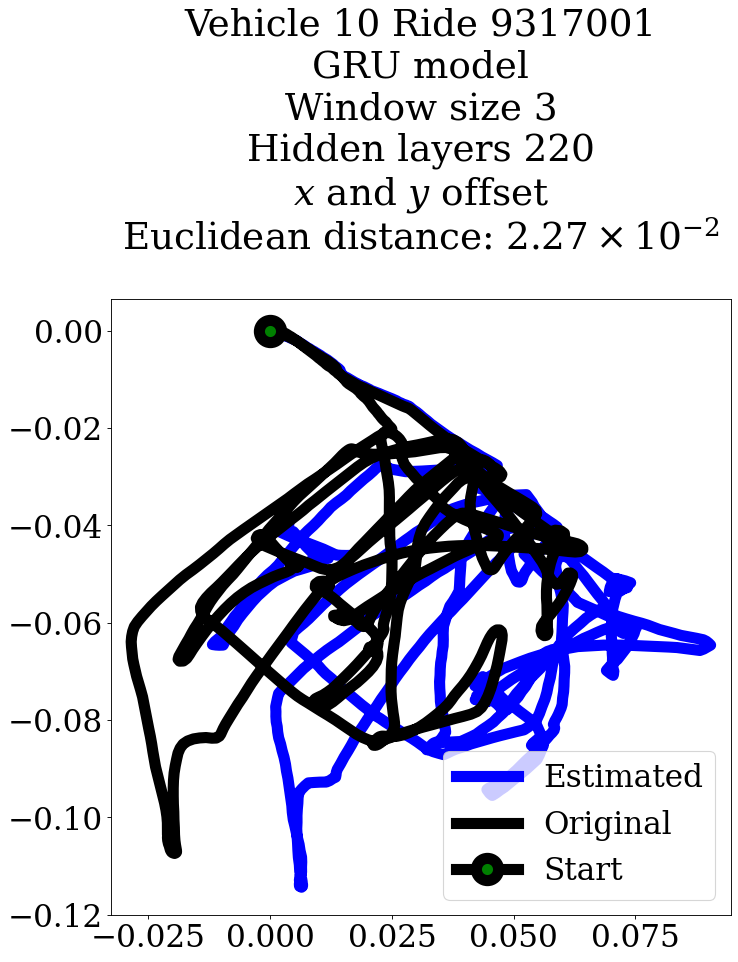 Vehicle 10 Ride 9317001
GRU model
Window size 3
Hidden layers 220
x and y offset
Euclidean distance: 2.27 × 10⁻²
0.00
−0.02
−0.04
−0.06
−0.08
−0.10
−0.12
−0.025 0.000 0.025 0.050 0.075
Estimated
Original
Start